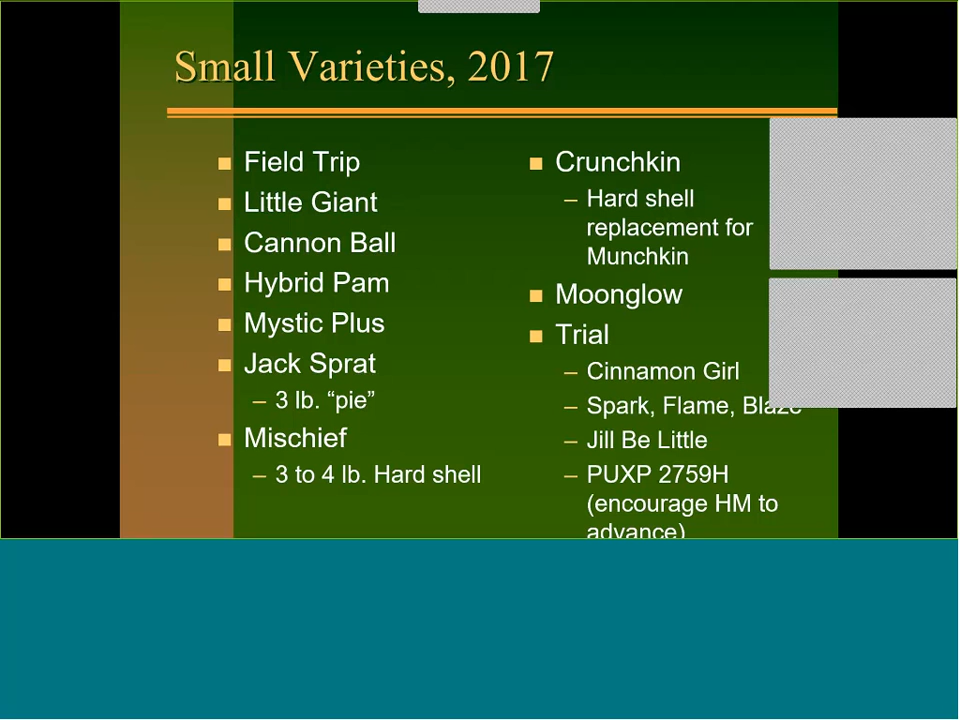 Small Varieties, 2017
Field Trip
Little Giant
Cannon Ball
Hybrid Pam
Mystic Plus
Jack Sprat
– 3 lb. “pie”
Mischief
– 3 to 4 lb. Hard shell
Crunchkin
– Hard shell
replacement for
Munchkin
Moonglow
Trial
– Cinnamon Girl
– Spark, Flame, Blaze
– Jill Be Little
– PUXP 2759H
(encourage HM to
advance)